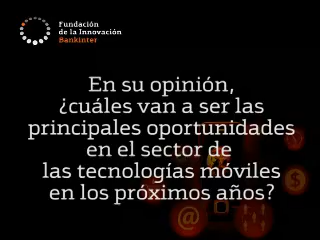 Fundación
de la Innovación
Bankinter
En su opinión,
¿cuáles van a ser las
principales oportunidades
en el sector de
las tecnologías móviles
en los próximos años?
@
$